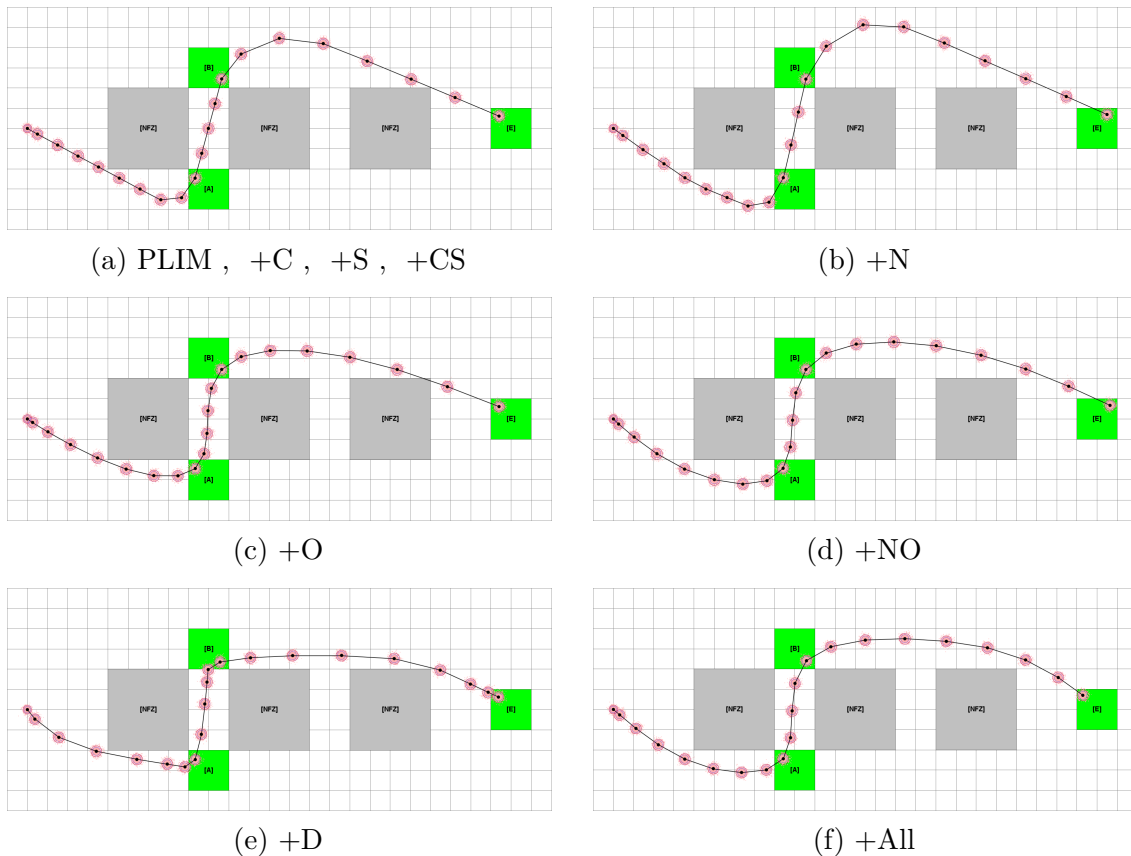 [B] [B]
[NFZ] [NFZ] [NFZ] [E] [NFZ] [NFZ] [NFZ] [E]
[A] [A]
(a) PLIM , +C , +S , +CS (b) +N
[B] [B]
[NFZ] [NFZ] [NFZ] [E] [NFZ] [NFZ] [NFZ] [E]
[A] [A]
(c) +O (d) +NO
[B] [B]
[NFZ] [NFZ] [NFZ] [E] [NFZ] [NFZ] [NFZ] [E]
[A] [A]
(e) +D (f) +All